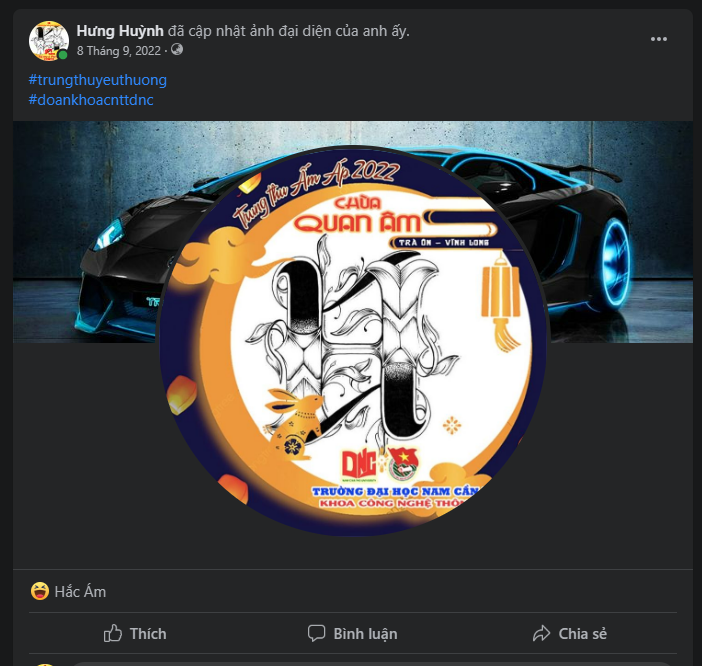 Hưng Huỳnh đã cập nhật ảnh đại diện của anh ấy.
8 Tháng 9, 2022 ·
#trungthuyeuthuong
#doankhoacnttdnc
Trung thu Ấm Áp 2022
CHÙA
QUAN ÂM
TRÀ ÔN – VĨNH LONG
H
DNC
TRƯỜNG ĐẠI HỌC NAM CẦN
KHOA CÔNG NGHỆ THÔN
Hắc Ám
Thích
Bình luận
Chia sẻ